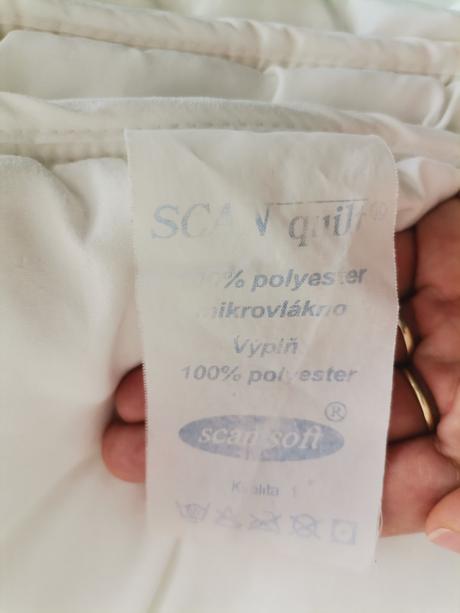 SCAN quilt®
100% polyester
mikrovlákno
Výplň
100% polyester
scan soft ®
Kvalita 1